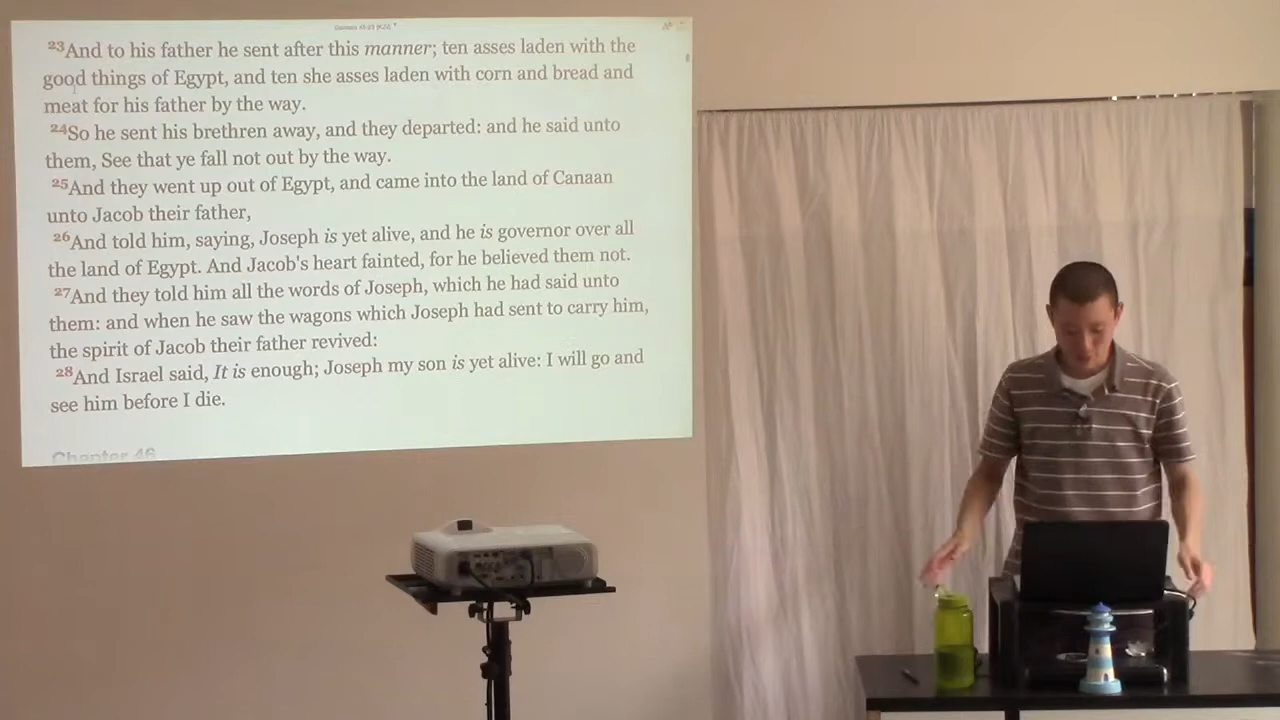 23And to his father he sent after this manner; ten asses laden with the
good things of Egypt, and ten she asses laden with corn and bread and
meat for his father by the way.
24So he sent his brethren away, and they departed: and he said unto
them, See that ye fall not out by the way.
25And they went up out of Egypt, and came into the land of Canaan
unto Jacob their father,
26And told him, saying, Joseph is yet alive, and he is governor over all
the land of Egypt. And Jacob's heart fainted, for he believed them not.
27And they told him all the words of Joseph, which he had said unto
them: and when he saw the wagons which Joseph had sent to carry him,
the spirit of Jacob their father revived:
28And Israel said, It is enough; Joseph my son is yet alive: I will go and
see him before I die.
Chapter 46